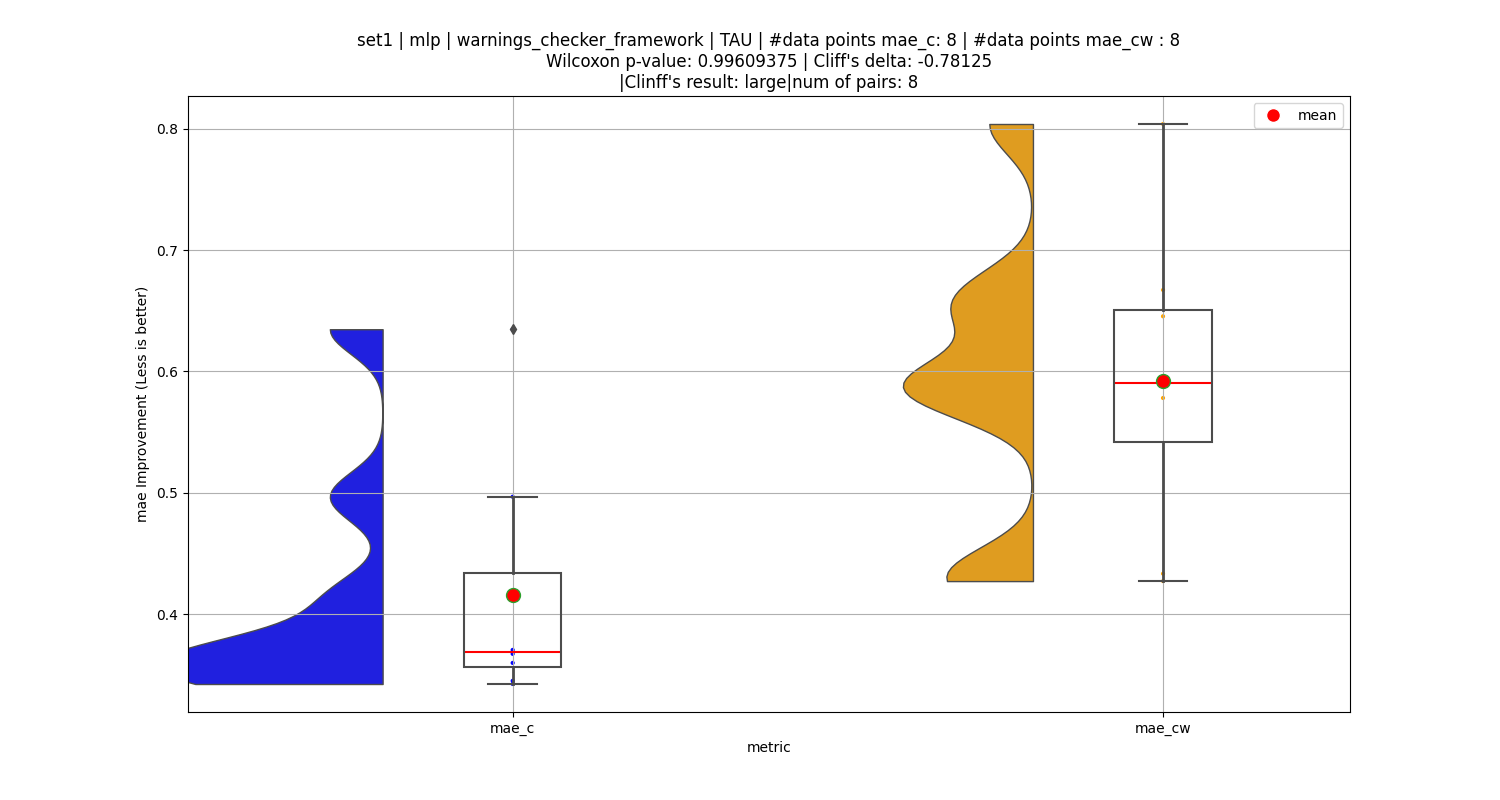 set1 | mlp | warnings_checker_framework | TAU | #data points mae_c: 8 | #data points mae_cw : 8
Wilcoxon p-value: 0.99609375 | Cliff's delta: -0.78125
|Clinff's result: large|num of pairs: 8
mean
0.8
0.7
0.6
0.5
0.4
mae Improvement (Less is better)
mae_c
mae_cw
metric